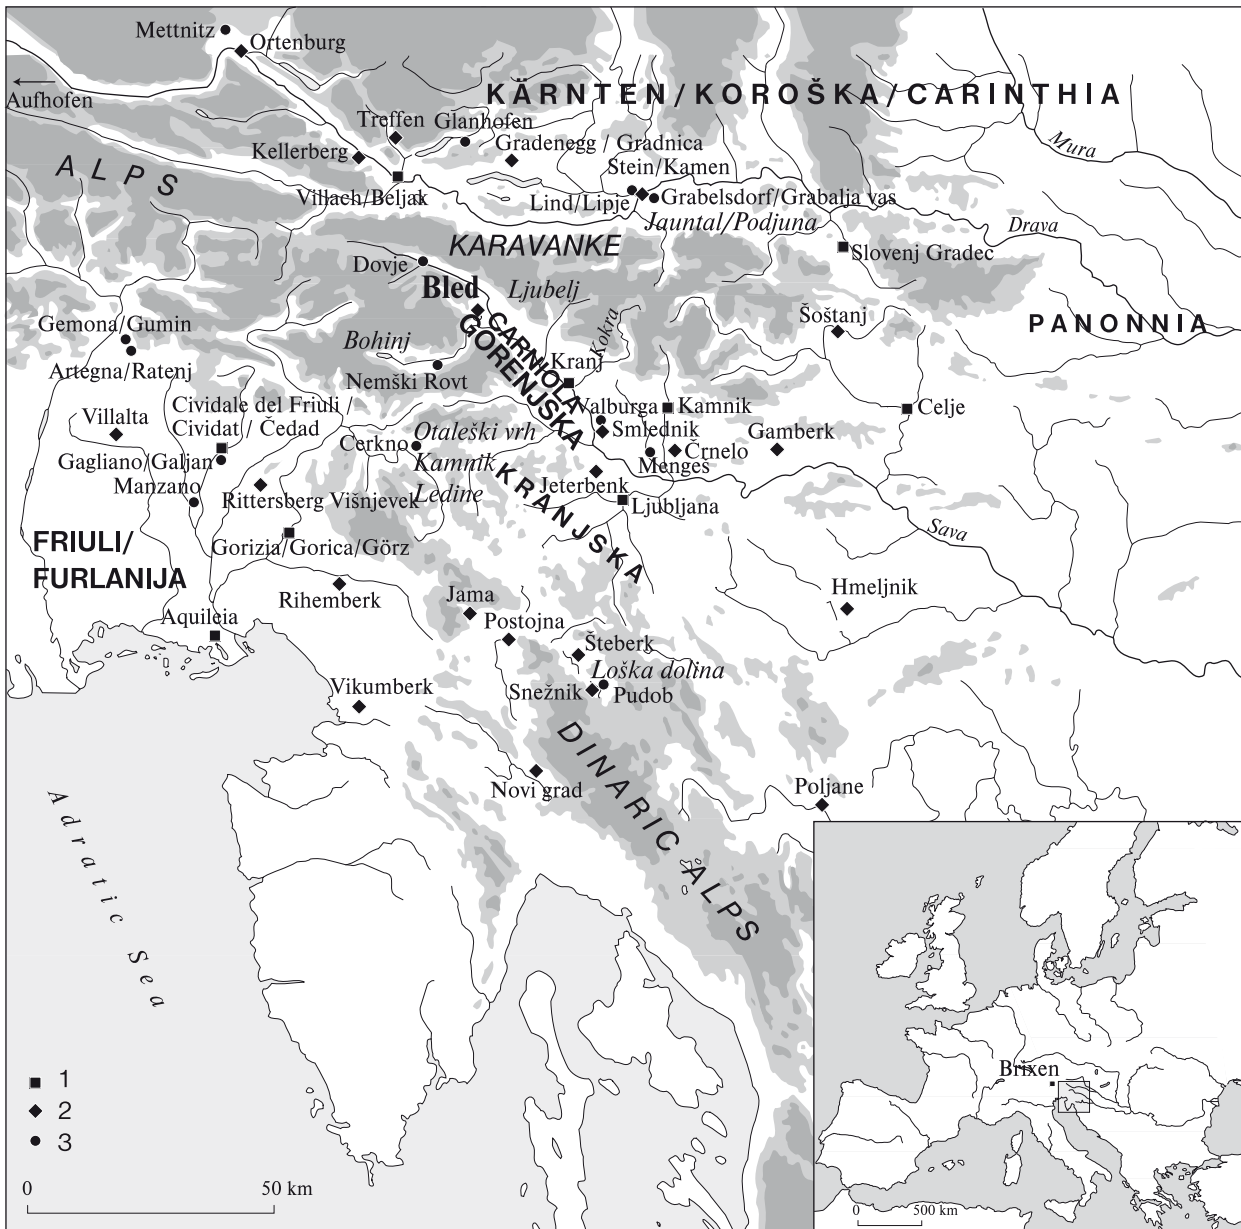 Mettnitz
Ortenburg
Aufhofen
KÄRNTEN/KOROŠKA/CARINTHIA
Treffen
Glanhofen
Gradenegg / Gradnica
Mura
Kellerberg
Stein/Kamen
ALPS
Villach/Beljak
Lind/Lipje
Grabelsdorf/Grabalja vas
Jauntal/Podjuna
Drava
KARAVANKE
Slovenj Gradec
Dovje
Bled
Ljubelj
Šoštanj
PANONNIA
Gemona/Gumin
CARNIOLA
GORENJSKA
Kokra
Bohinj
Artegna/Ratenj
Nemški Rovt
Kranj
Villalta
Cividale del Friuli /
Cividat / Čedad
Valburga
Kamnik
Celje
Otaleški vrh
Smlednik
Gamberk
Cerkno
Gagliano/Galjan
Kamnik
Menges
Črnelo
Manzano
Rittersberg
Višnjevek
Ledine
Jeterbenk
KRANJSKA
Ljubljana
FRIULI/
FURLANIJA
Gorizia/Gorica/Görz
Sava
Rihemberk
Jama
Hmeljnik
Aquileia
Postojna
Šteberk
Loška dolina
Vikumberk
Snežnik
Pudob
DINARIC ALPS
Novi grad
Poljane
Adratic Sea
Brixen
1
2
3
0 50 km
0 500 km